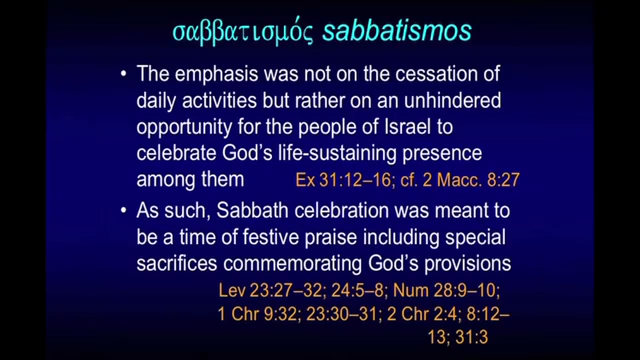 σαββατισμός sabbatismos
• The emphasis was not on the cessation of
daily activities but rather on an unhindered
opportunity for the people of Israel to
celebrate God's life-sustaining presence
among them Ex 31:12–16; cf. 2 Macc. 8:27
• As such, Sabbath celebration was meant to
be a time of festive praise including special
sacrifices commemorating God's provisions
Lev 23:27–32; 24:5–8; Num 28:9–10;
1 Chr 9:32; 23:30–31; 2 Chr 2:4; 8:12–
13; 31:3